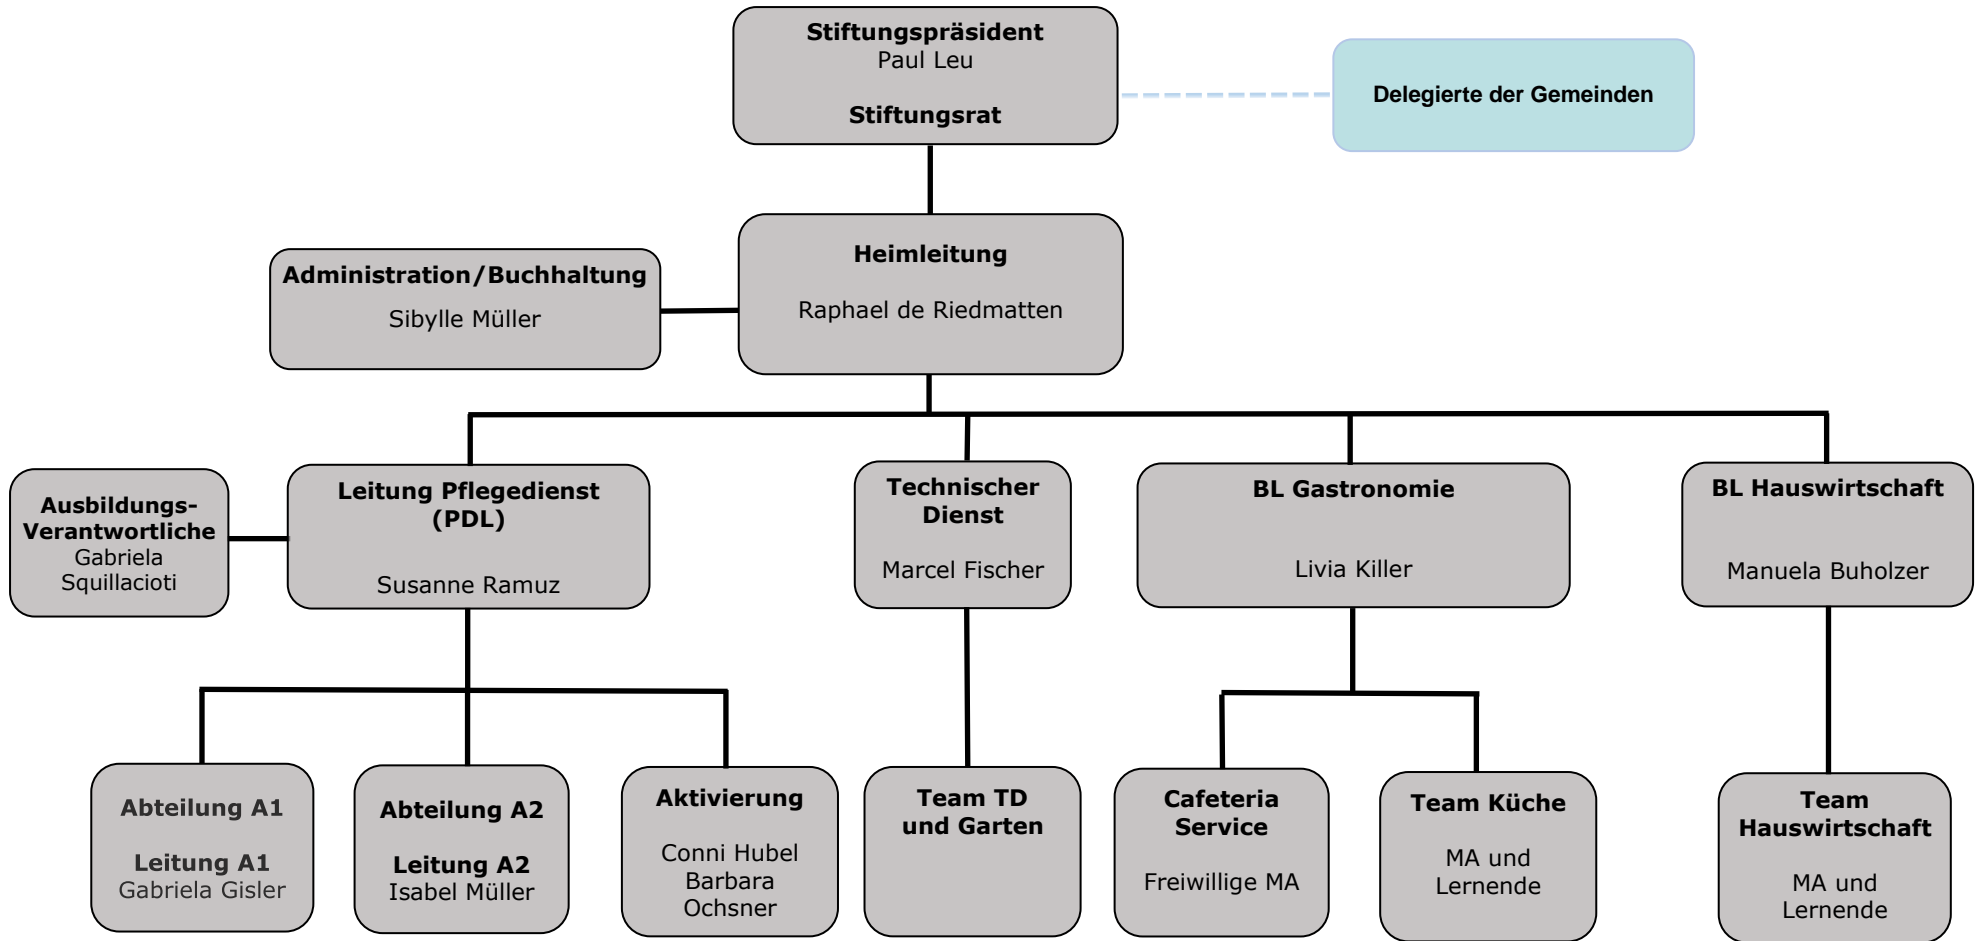 Stiftungspräsident
Paul Leu
Stiftungsrat
Delegierte der Gemeinden
Heimleitung
Raphael de Riedmatten
Administration/Buchhaltung
Sibylle Müller
Ausbildungs-
Verantwortliche
Gabriela
Squillacioti
Leitung Pflegedienst
(PDL)
Susanne Ramuz
Technischer
Dienst
Marcel Fischer
BL Gastronomie
Livia Killer
BL Hauswirtschaft
Manuela Buholzer
Abteilung A1
Leitung A1
Gabriela Gisler
Abteilung A2
Leitung A2
Isabel Müller
Aktivierung
Conni Hubel
Barbara
Ochsner
Team TD
und Garten
Cafeteria
Service
Freiwillige MA
Team Küche
MA und
Lernende
Team
Hauswirtschaft
MA und
Lernende